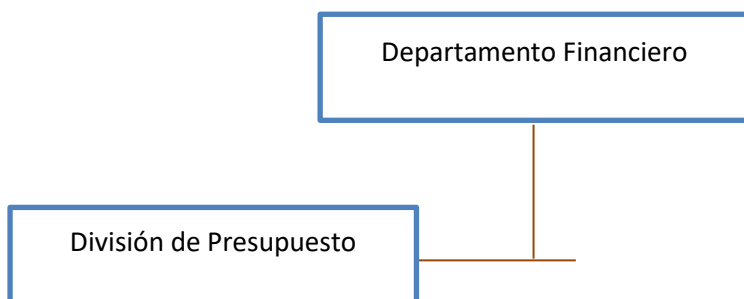 Departamento Financiero
División de Presupuesto